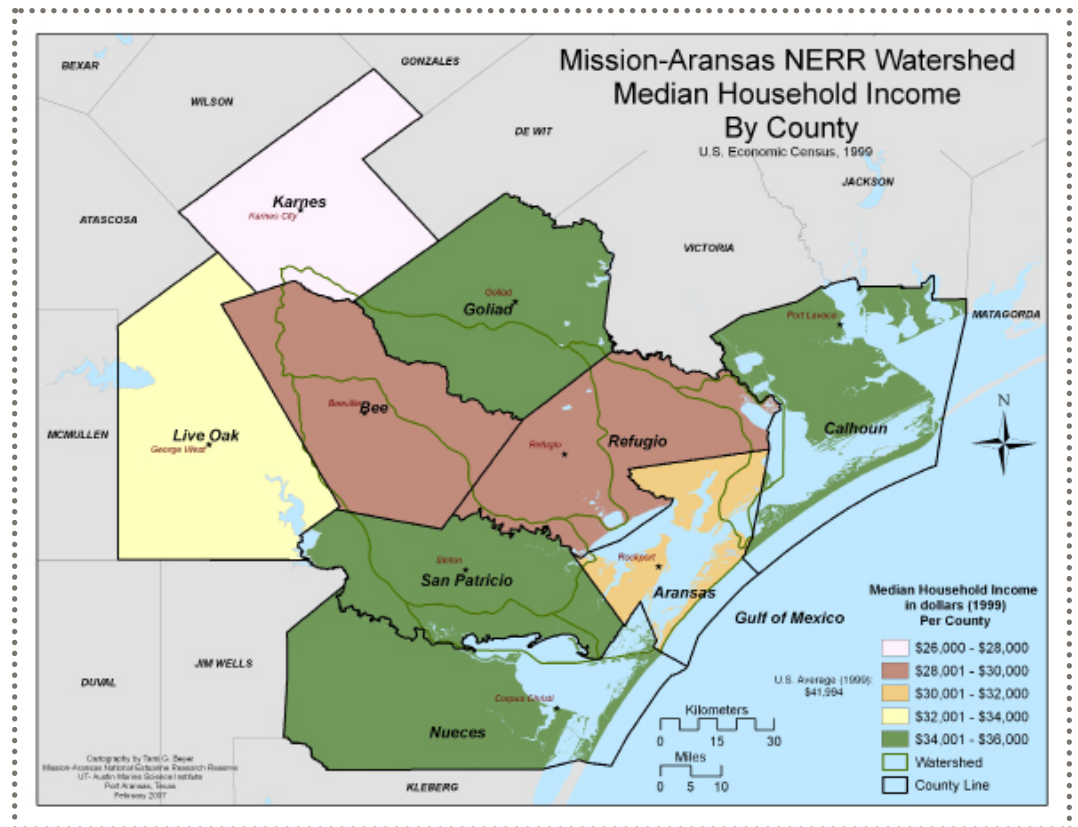 Mission-Aransas NERR Watershed
Median Household Income
By County
U.S. Economic Census, 1999
BEXAR
GONZALES
WILSON
DE WIT
JACKSON
ATASCOSA
Karnes
Karnes City
VICTORIA
Goliad
Goliad
Port Lavaca
MATAGORDA
N
Beeville
Bee
MCMULLEN
Live Oak
George West
Refugio
Refugio
Calhoun
Rockport
Aransas
Sinton
San Patricio
Gulf of Mexico
JIM WELLS
DUVAL
Corpus Christi
Nueces
KLEBERG
Median Household Income
in dollars (1999)
Per County
$26,000 - $28,000
$28,001 - $30,000
$30,001 - $32,000
$32,001 - $34,000
$34,001 - $36,000
Watershed
County Line
U.S. Average (1999):
$41,994
Kilometers
0 15 30
Miles
0 5 10
Cartography by Tami G. Beyer
Mission-Aransas National Estuarine Research Reserve
UT- Austin Marine Science Institute
Port Aransas, Texas
February 2007